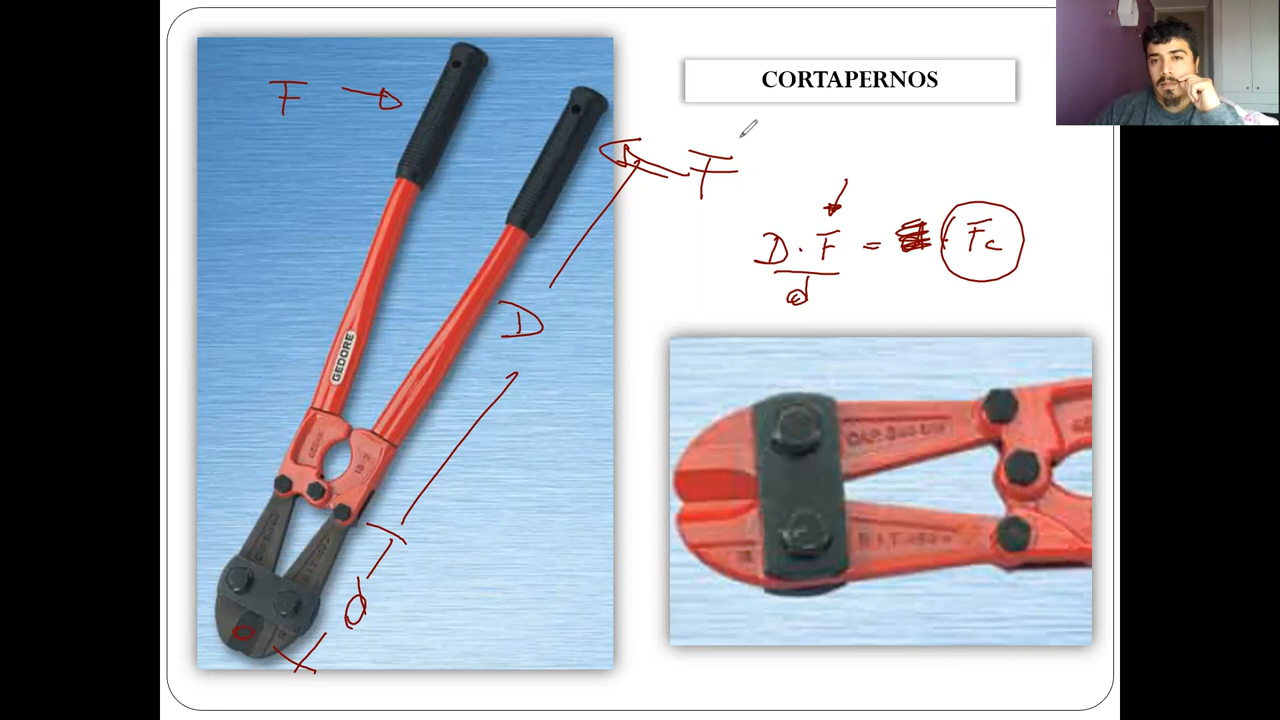 CORTAPERNOS
F
F
D · F = · Fc
d
D
GEDORE
d